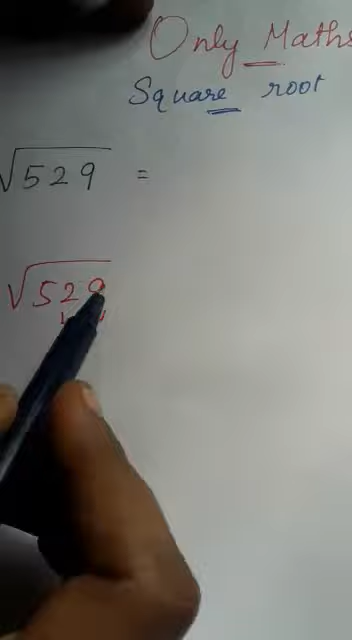 Only Maths
Square root
√529 =
√529